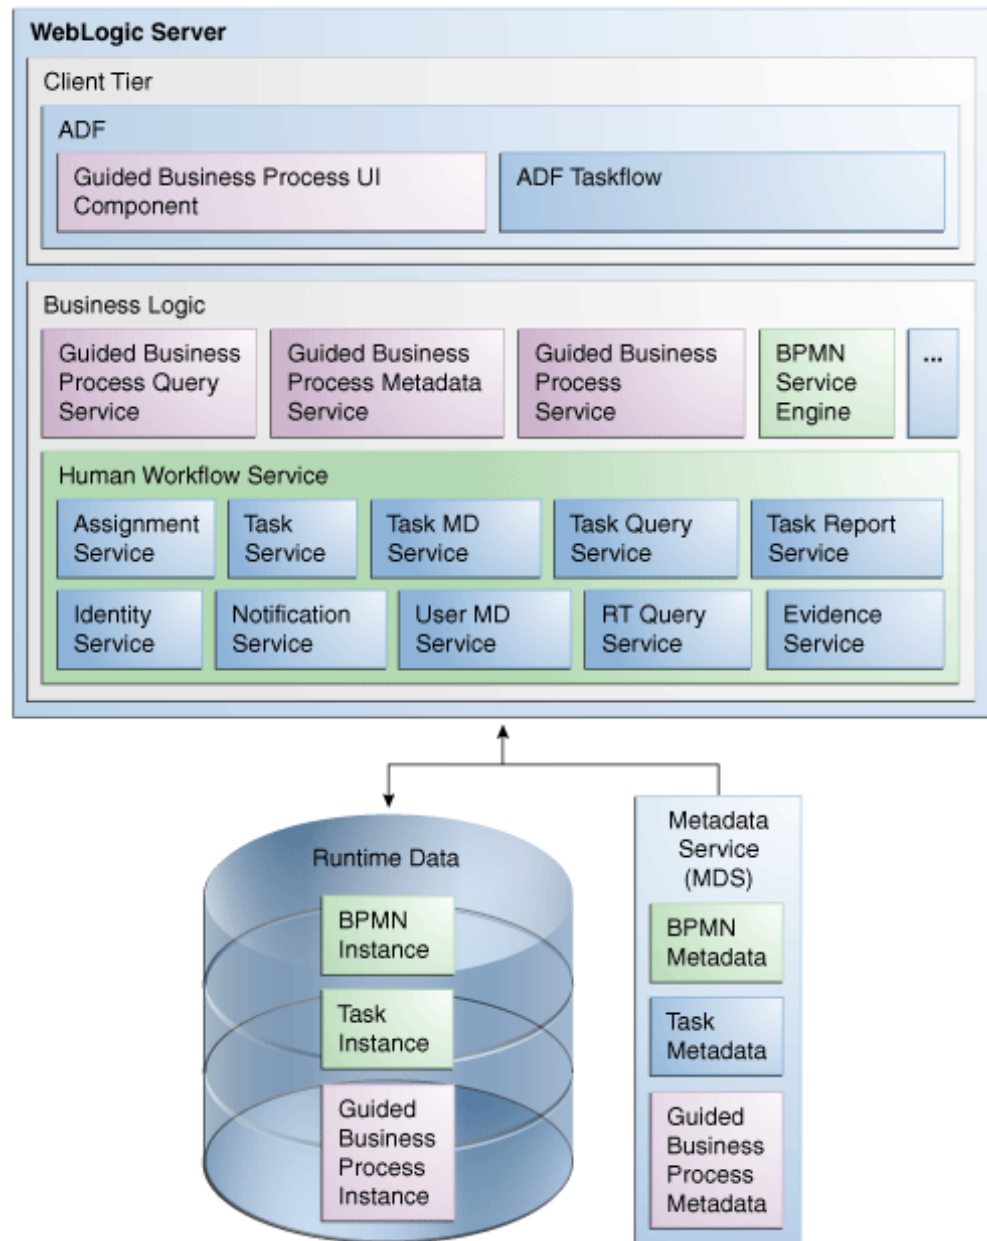 WebLogic Server
Client Tier
ADF
Guided Business Process UI
Component
ADF Taskflow
Business Logic
Guided Business
Process Query
Service
Guided Business
Process Metadata
Service
Guided Business
Process
Service
BPMN
Service
Engine
...
Human Workflow Service
Assignment
Service
Task
Service
Task MD
Service
Task Query
Service
Task Report
Service
Identity
Service
Notification
Service
User MD
Service
RT Query
Service
Evidence
Service
Runtime Data
BPMN
Instance
Task
Instance
Guided
Business
Process
Instance
Metadata
Service
(MDS)
BPMN
Metadata
Task
Metadata
Guided
Business
Process
Metadata